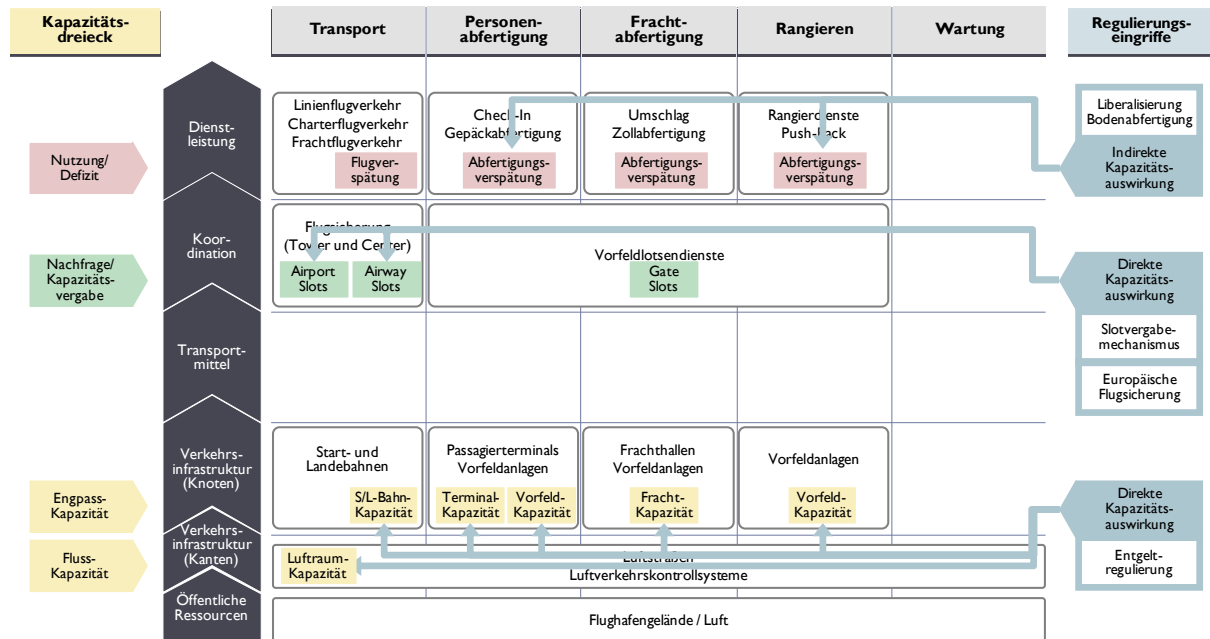 Kapazitäts-
dreieck
Transport
Personen-
abfertigung
Fracht-
abfertigung
Rangieren
Wartung
Regulierungs-
eingriffe
Dienst-
leistung
Linienflugverkehr
Charterflugverkehr
Frachtflugverkehr
Flugver-
spätung
Check-In
Gepäckabfertigung
Abfertigungs-
verspätung
Umschlag
Zollabfertigung
Abfertigungs-
verspätung
Rangierdienste
Push-Back
Abfertigungs-
verspätung
Liberalisierung
Bodenabfertigung
Indirekte
Kapazitäts-
auswirkung
Nutzung/
Defizit
Koor-
dination
Flugsicherung
(Tower und Center)
Airport
Slots
Airway
Slots
Vorfeldlotsendienste
Gate
Slots
Nachfrage/
Kapazitäts-
vergabe
Direkte
Kapazitäts-
auswirkung
Slotvergabe-
mechanismus
Europäische
Flugsicherung
Transport-
mittel
Verkehrs-
infrastruktur
(Knoten)
Start- und
Landebahnen
S/L-Bahn-
Kapazität
Passagierterminals
Vorfeldanlagen
Terminal-
Kapazität
Vorfeld-
Kapazität
Frachthallen
Vorfeldanlagen
Fracht-
Kapazität
Vorfeldanlagen
Vorfeld-
Kapazität
Engpass-
Kapazität
Direkte
Kapazitäts-
auswirkung
Entgelt-
regulierung
Fluss-
Kapazität
Verkehrs-
infrastruktur
(Kanten)
Luftraum-
Kapazität
Luftstraßen
Luftverkehrskontrollsysteme
Öffentliche
Ressourcen
Flughafengelände / Luft